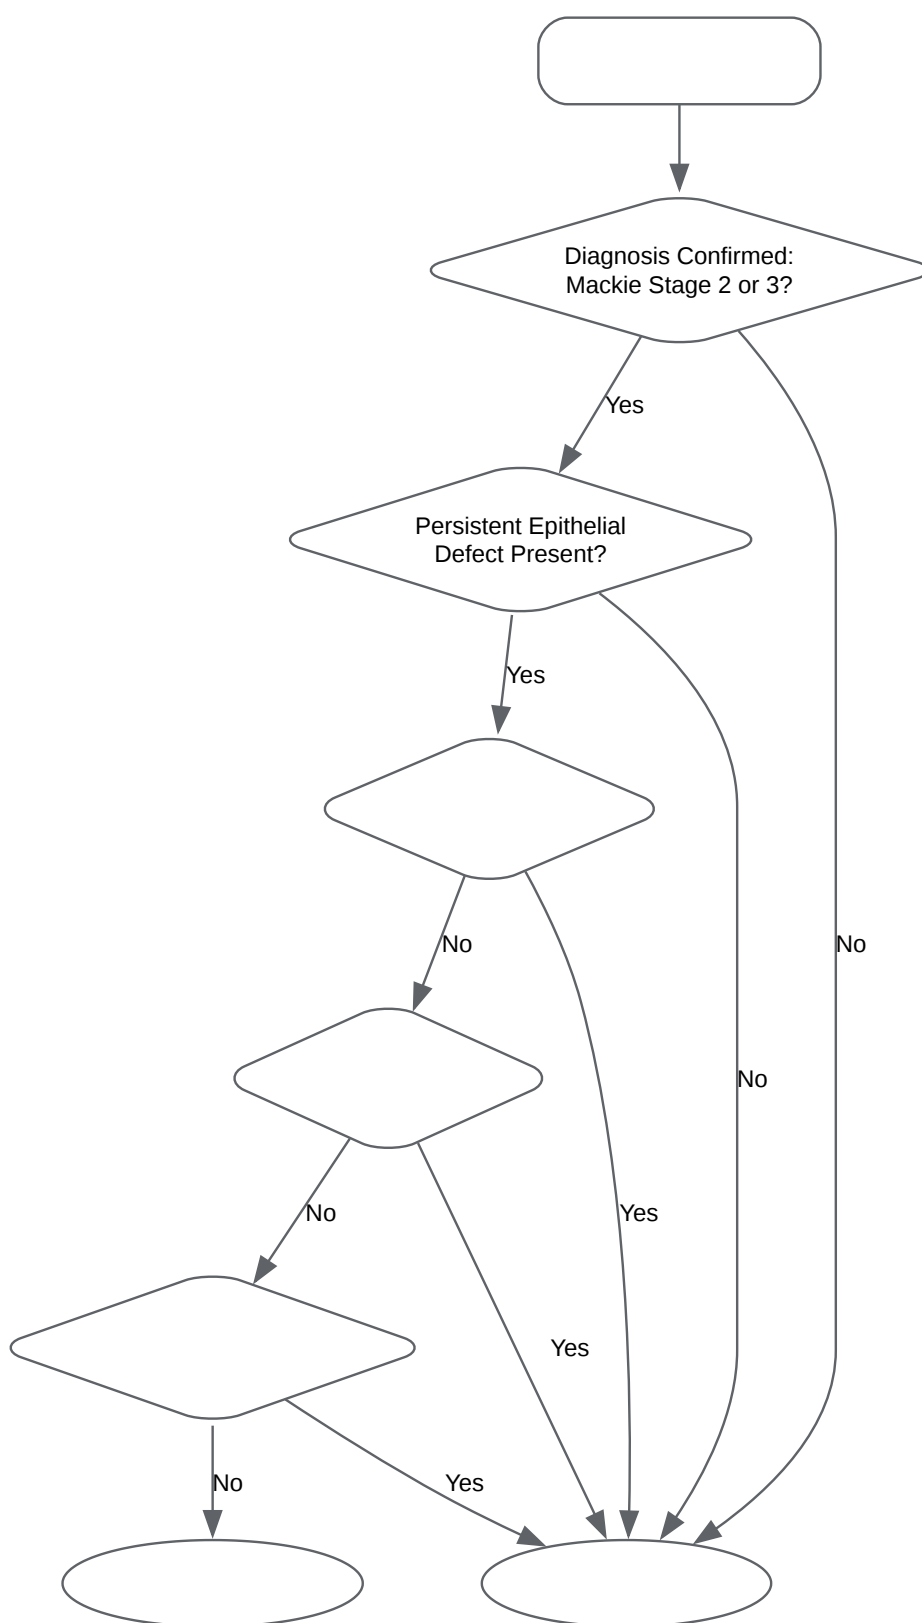 Diagnosis Confirmed:
Mackie Stage 2 or 3?
Yes
Persistent Epithelial
Defect Present?
Yes
No
No
No
No
Yes
Yes
No
Yes